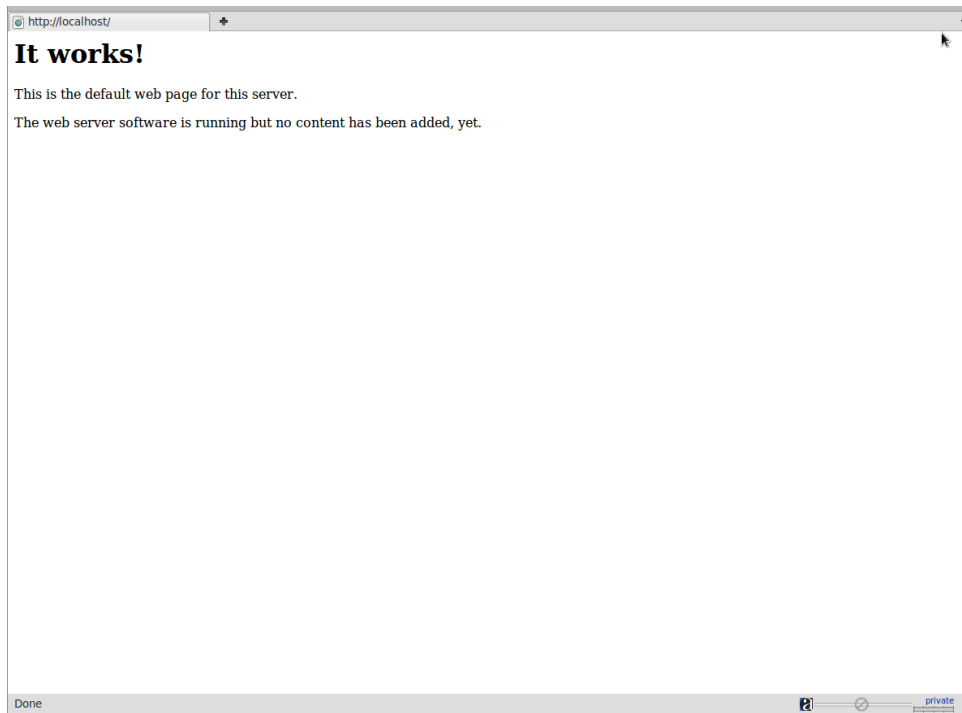 http://localhost/
It works!
This is the default web page for this server.
The web server software is running but no content has been added, yet.
Done
a
private